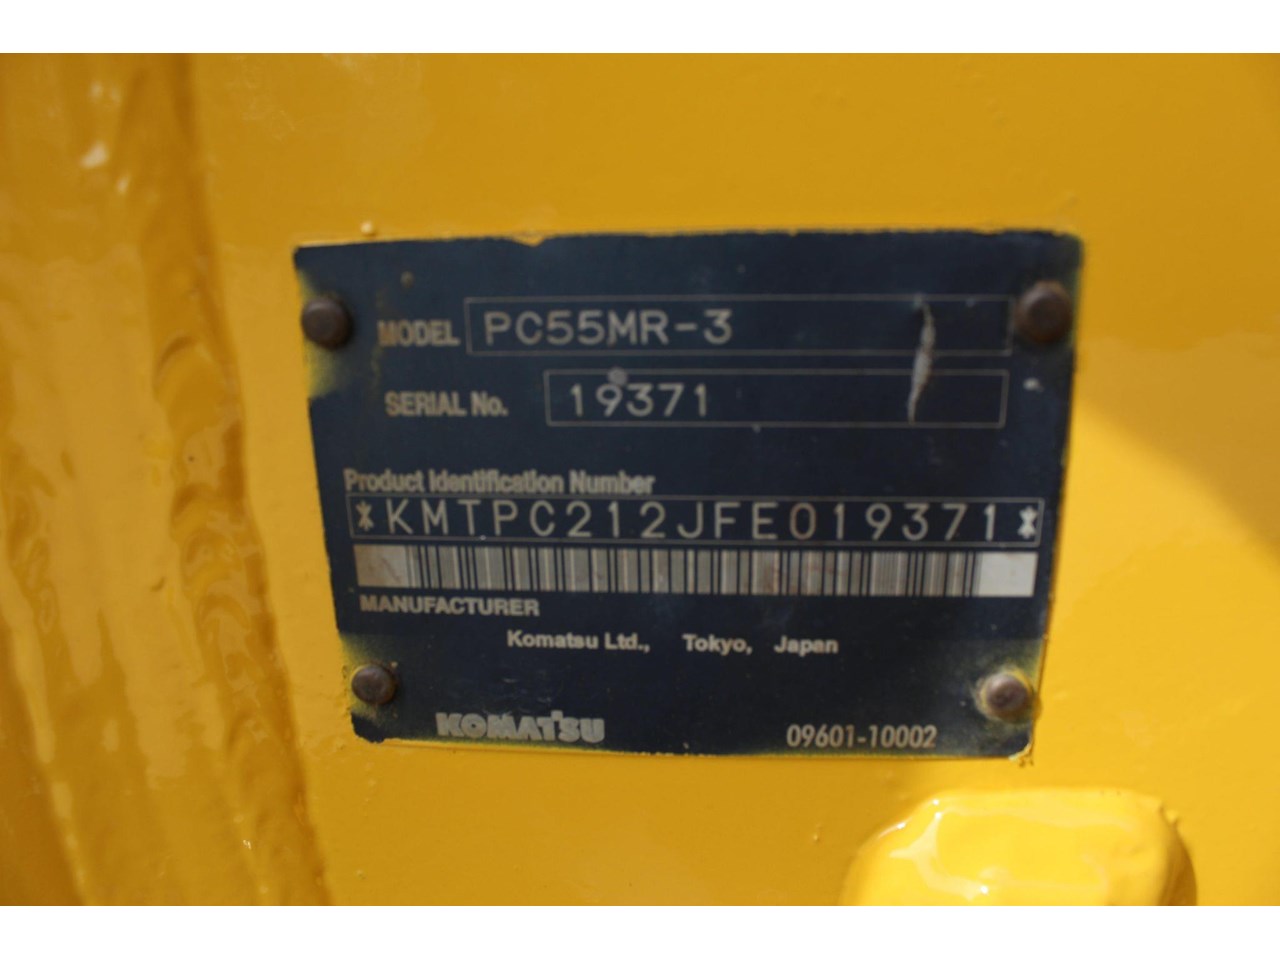 MODEL PC55MR-3
SERIAL No. 19371
Product Identification Number
*KMTPC212JFE019371*
MANUFACTURER
Komatsu Ltd., Tokyo, Japan
KOMATSU 09601-10002